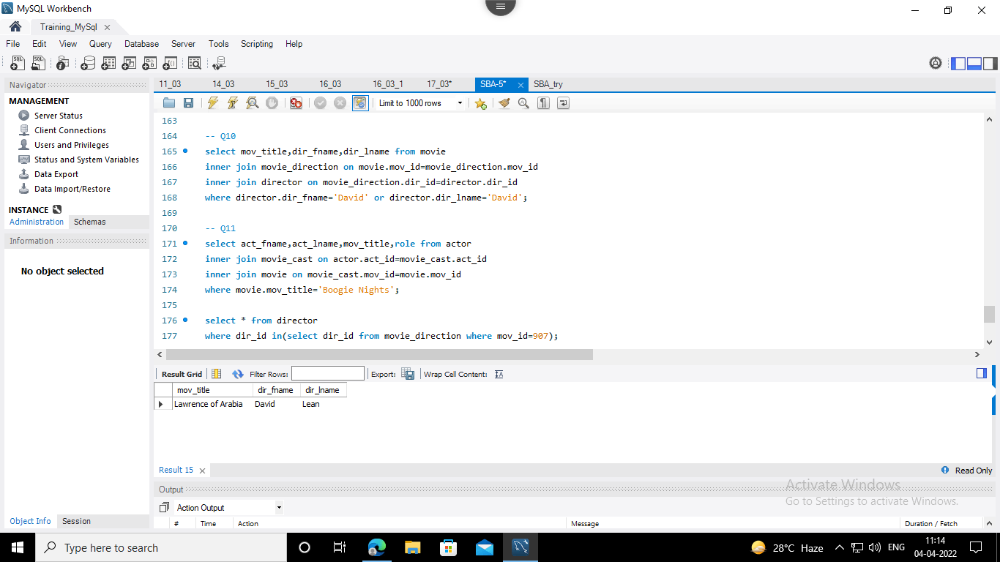 MySQL Workbench
Training_MySql
File Edit View Query Database Server Tools Scripting Help
Navigator
11_03 14_03 15_03 16_03 16_03_1 17_03* SBA-5* SBA_try
MANAGEMENT
Server Status
Client Connections
Users and Privileges
Status and System Variables
Data Export
Data Import/Restore
INSTANCE
Administration Schemas
Information
No object selected
Object Info Session
Limit to 1000 rows
163
164 -- Q10
165 select mov_title,dir_fname,dir_lname from movie
166 inner join movie_direction on movie.mov_id=movie_direction.mov_id
167 inner join director on movie_direction.dir_id=director.dir_id
168 where director.dir_fname='David' or director.dir_lname='David';
169
170 -- Q11
171 select act_fname,act_lname,mov_title,role from actor
172 inner join movie_cast on actor.act_id=movie_cast.act_id
173 inner join movie on movie_cast.mov_id=movie.mov_id
174 where movie.mov_title='Boogie Nights';
175
176 select * from director
177 where dir_id in(select dir_id from movie_direction where mov_id=907);
Result Grid Filter Rows: Export: Wrap Cell Content:
mov_title dir_fname dir_lname
Lawrence of Arabia David Lean
Result 15 Read Only
Output
Action Output
# Time Action Message Duration / Fetch
Activate Windows
Go to Settings to activate Windows.
Type here to search
28°C Haze ENG
11:14
04-04-2022